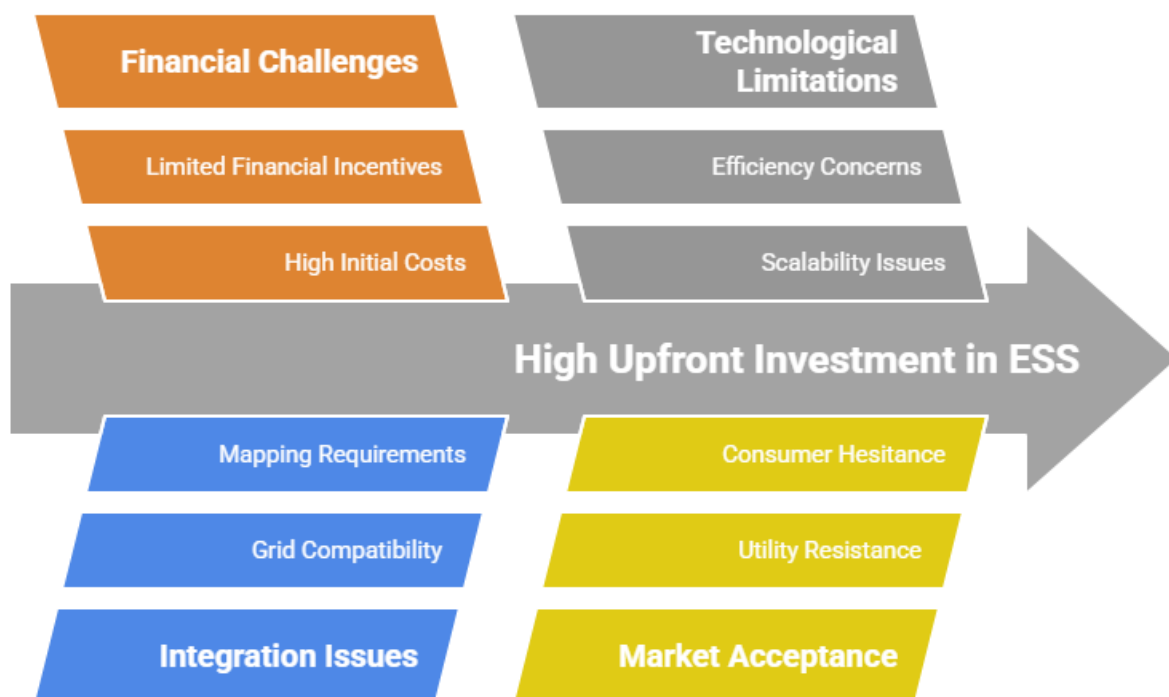 Financial Challenges
Limited Financial Incentives
High Initial Costs
Technological
Limitations
Efficiency Concerns
Scalability Issues
High Upfront Investment in ESS
Mapping Requirements
Grid Compatibility
Integration Issues
Consumer Hesitance
Utility Resistance
Market Acceptance